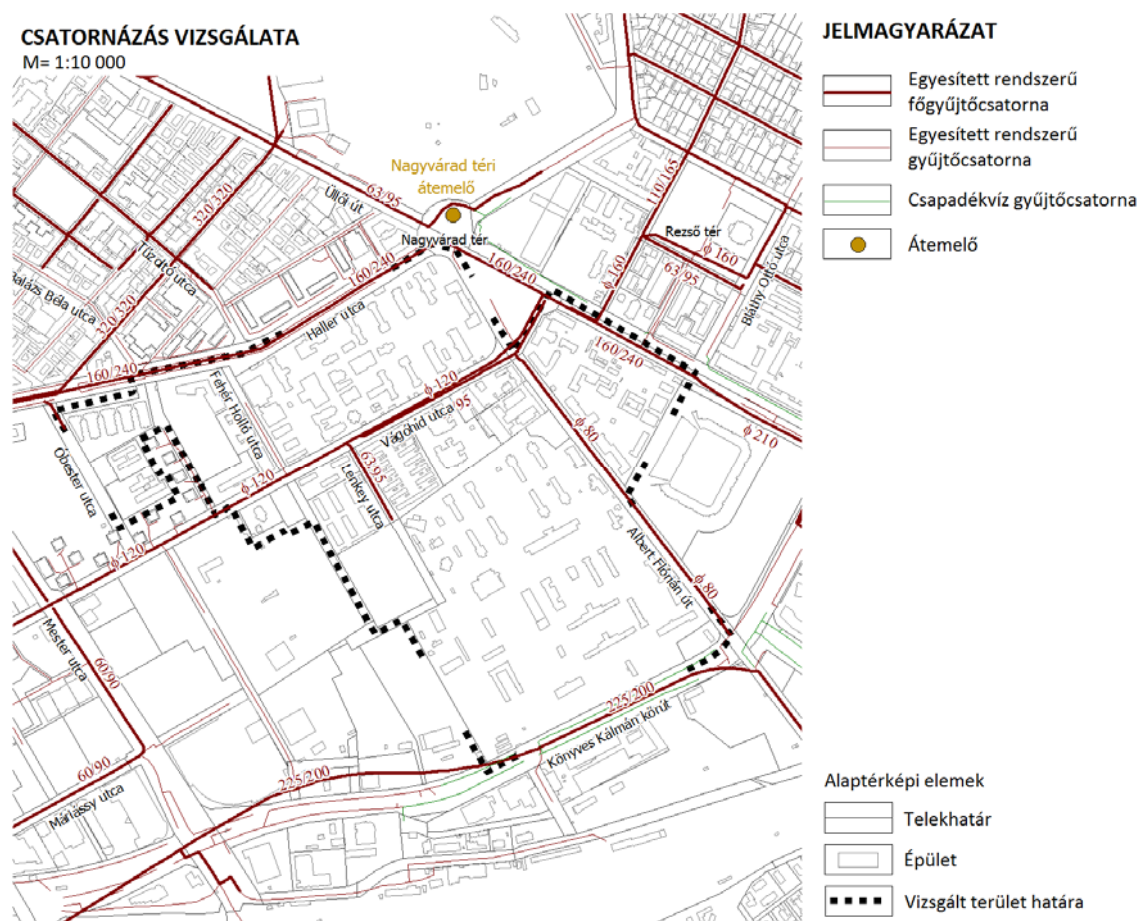 CSATORNÁZÁS VIZSGÁLATA
M= 1:10 000
JELMAGYARÁZAT
Egyesített rendszerű
főgyűjtőcsatorna
Egyesített rendszerű
gyűjtőcsatorna
Csapadékvíz gyűjtőcsatorna
Átemelő
Nagyvárad téri
átemelő
63/95
Üllői út
Nagyvárad tér
110/165
Rezső tér
ϕ 160
ϕ 160
63/95
Bláthy Ottó utca
320/320
Tűzoltó utca
Balázs Béla utca
320/320
160/240
160/240
Haller utca
160/240
160/240
ϕ 210
Fehér Holló utca
ϕ 120
Vágóhíd utca
95
ϕ 80
63/95
Lenkey utca
Óbester utca
ϕ 120
ϕ 120
Albert Flórián út
ϕ 80
Mester utca
60/90
60/90
Máriássy utca
225/200
225/200
Könyves Kálmán körút
Alaptérképi elemek
Telekhatár
Épület
Vizsgált terület határa